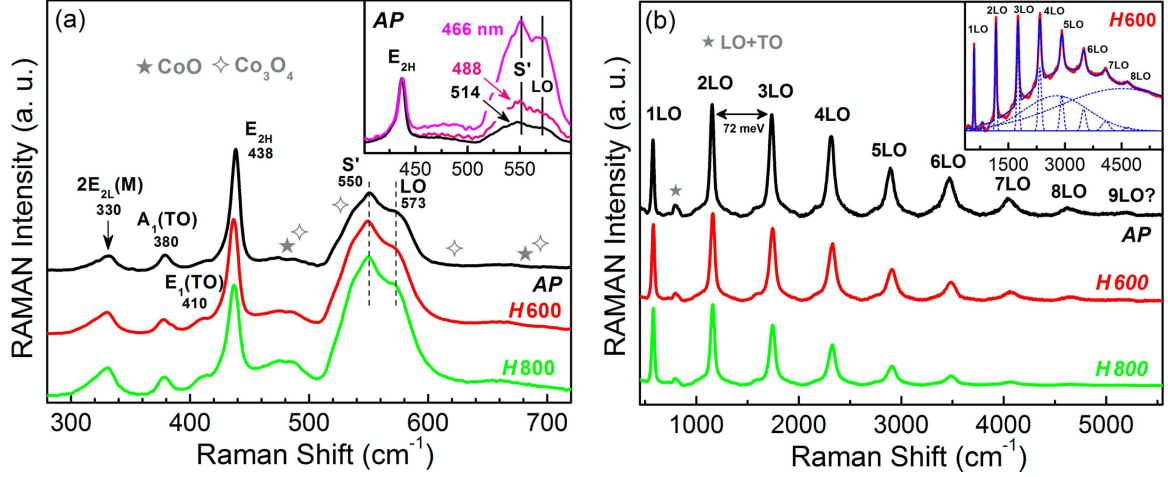 (a)
★ CoO ✧ Co3O4
2E2L(M)
330
A1(TO)
380
E1(TO)
410
E2H
438
S'
550
LO
573
AP
H600
H800
300 400 500 600 700
Raman Shift (cm-1)
RAMAN Intensity (a. u.)
AP
466 nm
E2H
488
514
S'
LO
450 500 550
(b)
★ LO+TO
1LO
2LO
72 meV
3LO
4LO
5LO
6LO
7LO
8LO
9LO?
AP
H600
H800
1000 2000 3000 4000 5000
Raman Shift (cm-1)
RAMAN Intensity (a. u.)
H600
1LO
2LO
3LO
4LO
5LO
6LO
7LO
8LO
1500 3000 4500